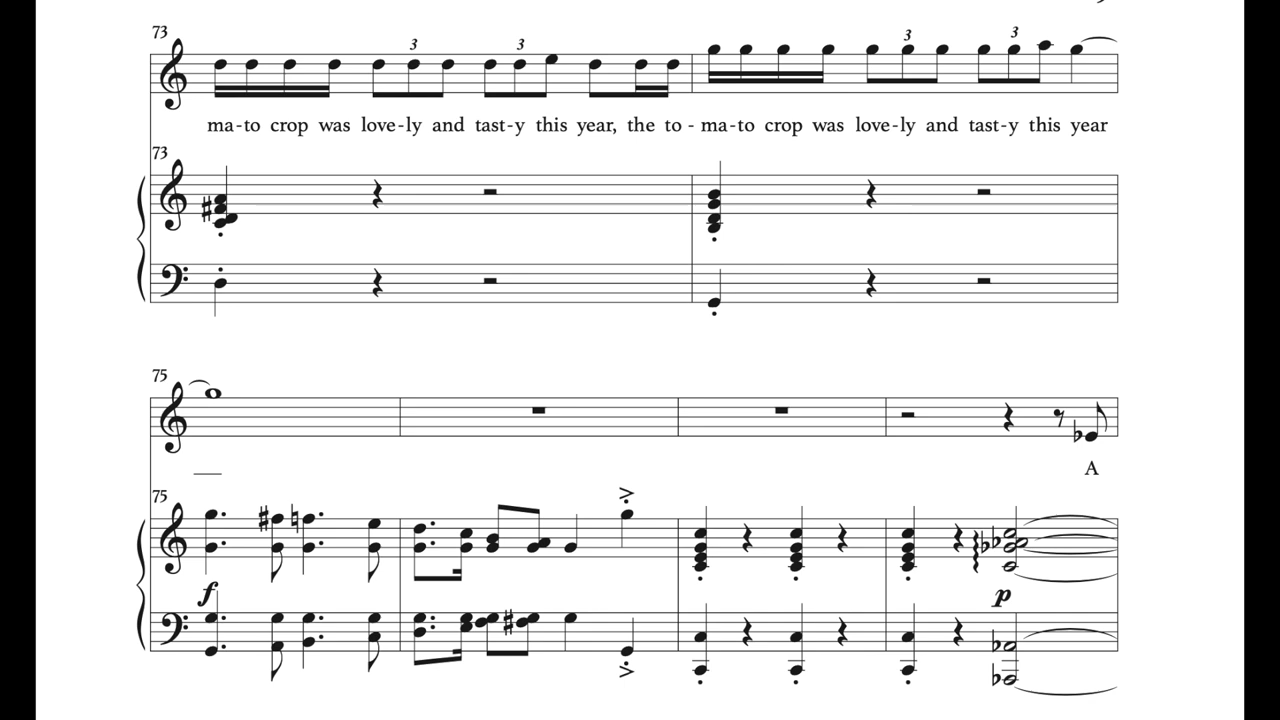 73
3 3 3 3
ma-to crop was love-ly and tast-y this year, the to - ma-to crop was love-ly and tast-y this year
73
75
A
75
f p